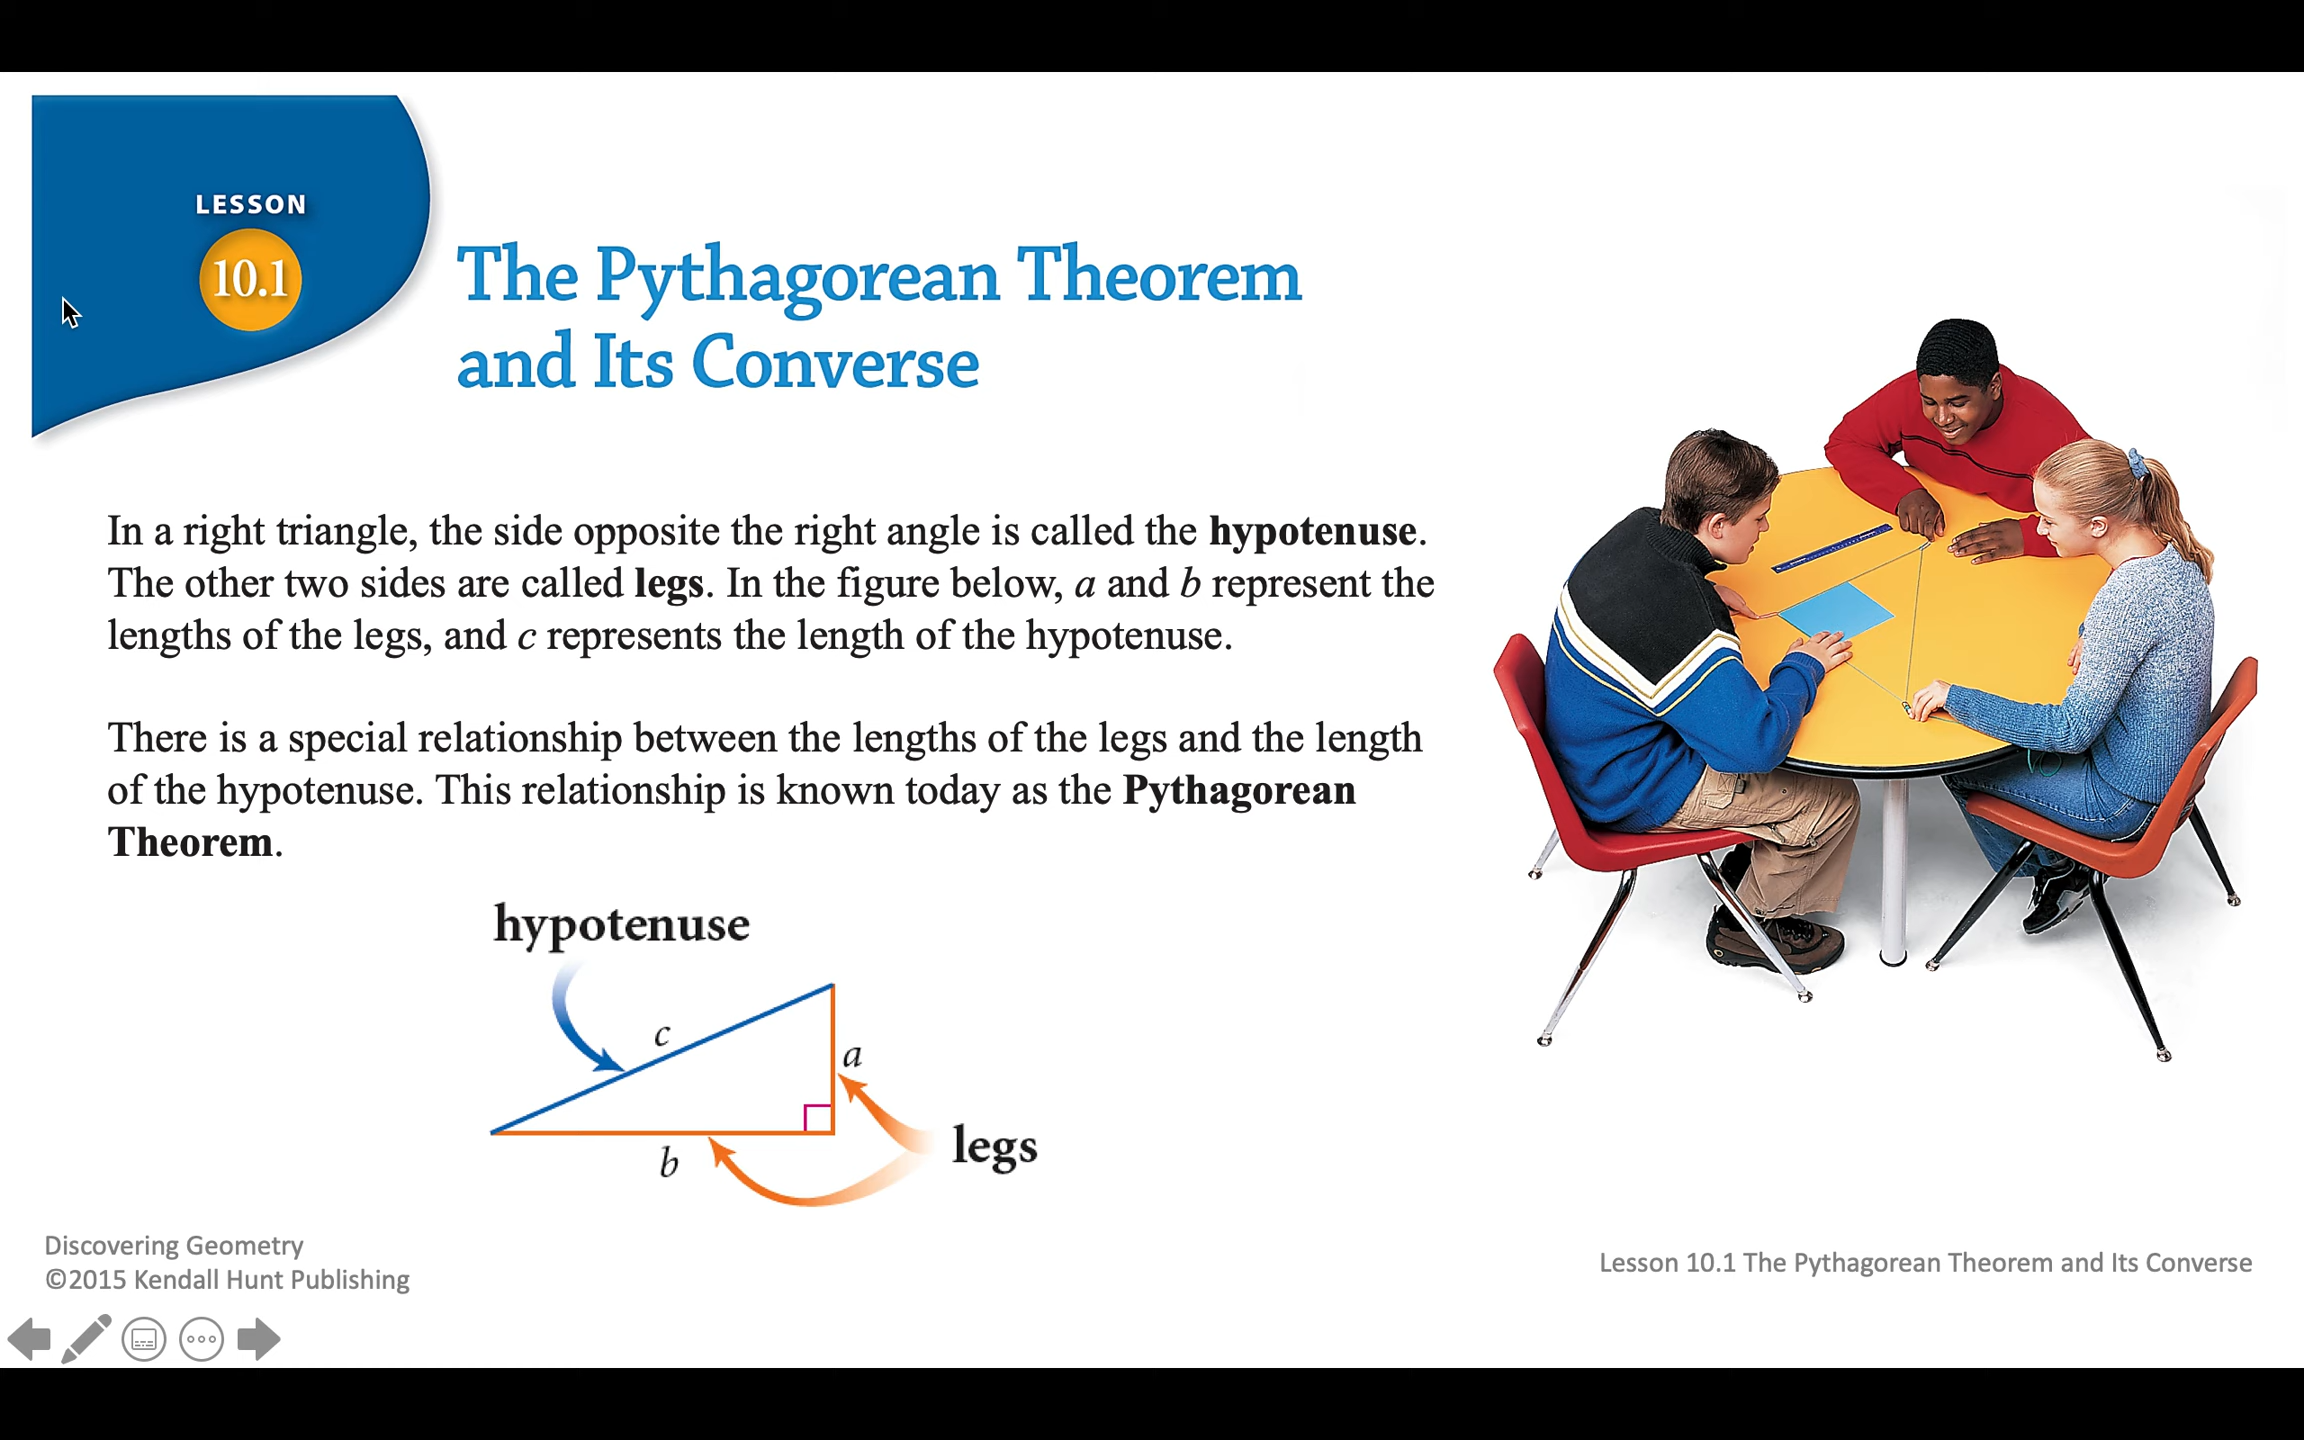 LESSON
10.1
The Pythagorean Theorem
and Its Converse
In a right triangle, the side opposite the right angle is called the hypotenuse.
The other two sides are called legs. In the figure below, a and b represent the
lengths of the legs, and c represents the length of the hypotenuse.
There is a special relationship between the lengths of the legs and the length
of the hypotenuse. This relationship is known today as the Pythagorean
Theorem.
hypotenuse
c
a
b
legs
Discovering Geometry
©2015 Kendall Hunt Publishing
Lesson 10.1 The Pythagorean Theorem and Its Converse